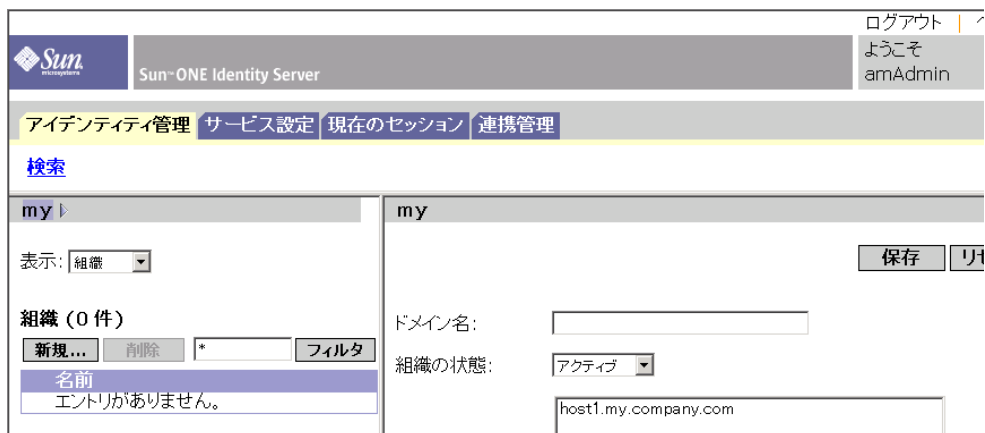 ログアウト |
Sun microsystems
Sun ONE Identity Server
ようこそ
amAdmin
アイデンティティ管理 サービス設定 現在のセッション 連携管理
検索
my
表示: 組織
組織 (0 件)
新規... 削除 * フィルタ
名前
エントリがありません。
my
保存 リセ
ドメイン名:
組織の状態: アクティブ
host1.my.company.com